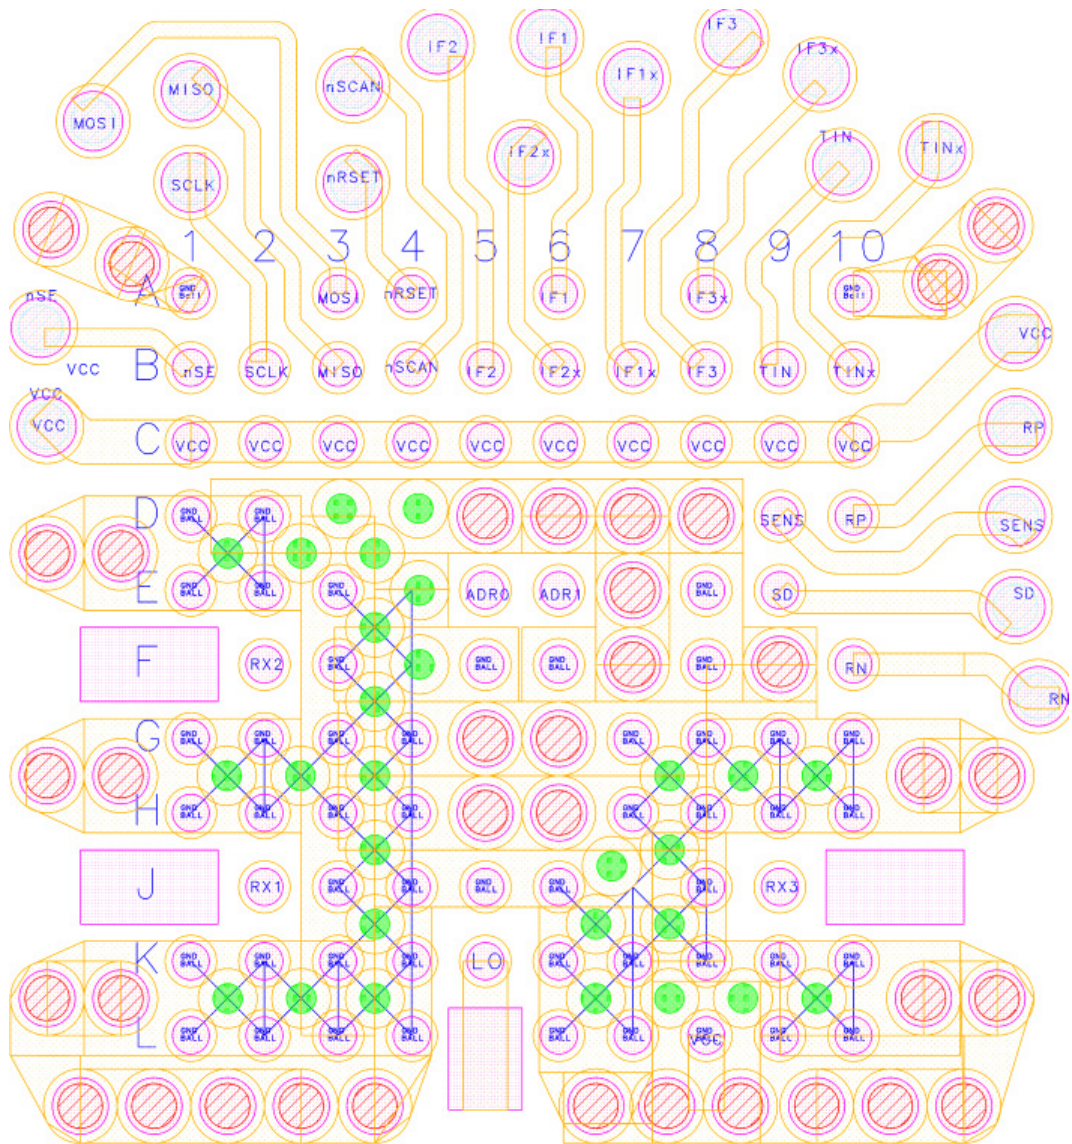 IF2 IF1 IF3
MISO nSCAN IF1x IF3x
MOSI IF2x TIN TINx
SCLK nRSET
1 2 3 4 5 6 7 8 9 10
A GND Ball MOSI nRSET IF1 IF3x GND Ball
nSE
VCC
B nSE SCLK MISO nSCAN IF2 IF2x IF1x IF3 TIN TINx
VCC
VCC
VCC
C VCC VCC VCC VCC VCC VCC VCC VCC VCC VCC
RP
D GND BALL GND BALL SENS RP
SENS
E GND BALL GND BALL GND BALL ADR0 ADR1 GND BALL SD
SD
F RX2 GND BALL GND BALL GND BALL RN
RN
G GND BALL GND BALL GND BALL GND BALL GND BALL GND BALL GND BALL GND BALL
H GND BALL GND BALL GND BALL GND BALL GND BALL GND BALL GND BALL GND BALL
J RX1 GND BALL GND BALL GND BALL GND BALL GND BALL RX3
K GND BALL GND BALL GND BALL GND BALL LO GND BALL GND BALL GND BALL GND BALL GND BALL
L GND BALL GND BALL GND BALL GND BALL GND BALL GND BALL VCC GND BALL GND BALL